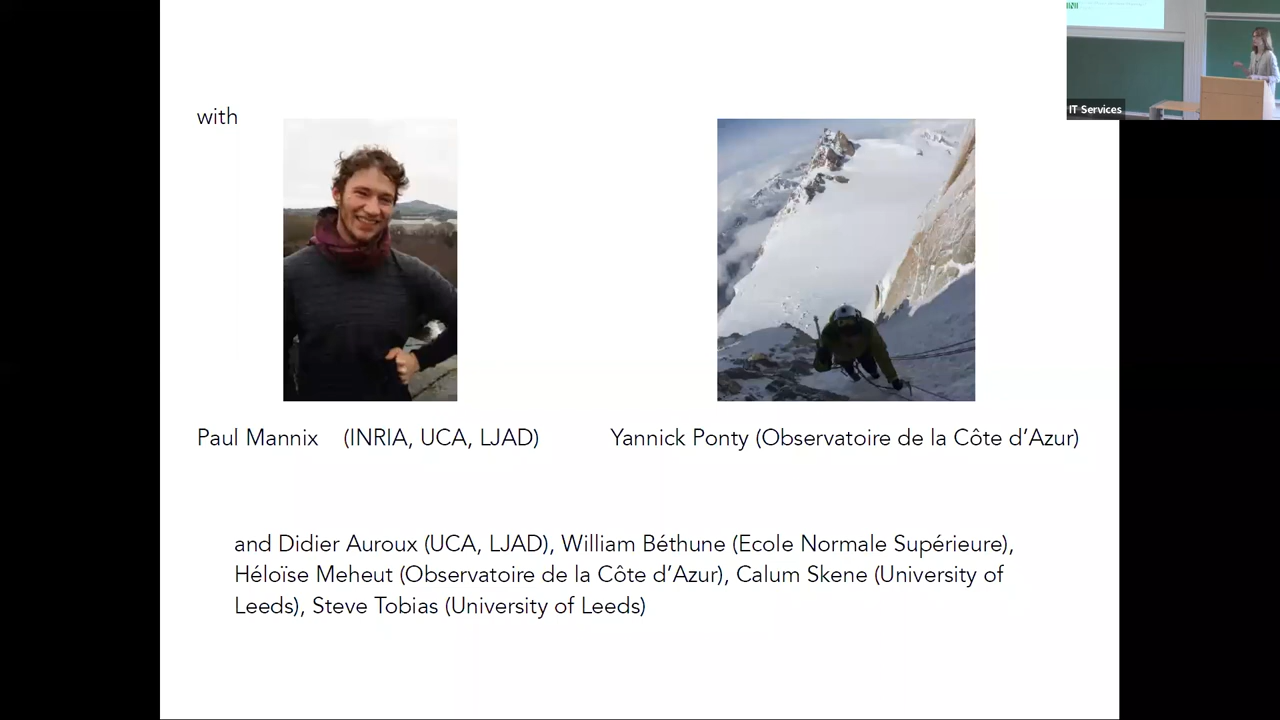 with
IT Services
Paul Mannix (INRIA, UCA, LJAD)
Yannick Ponty (Observatoire de la Côte d’Azur)
and Didier Auroux (UCA, LJAD), William Béthune (Ecole Normale Supérieure),
Héloïse Meheut (Observatoire de la Côte d’Azur), Calum Skene (University of
Leeds), Steve Tobias (University of Leeds)